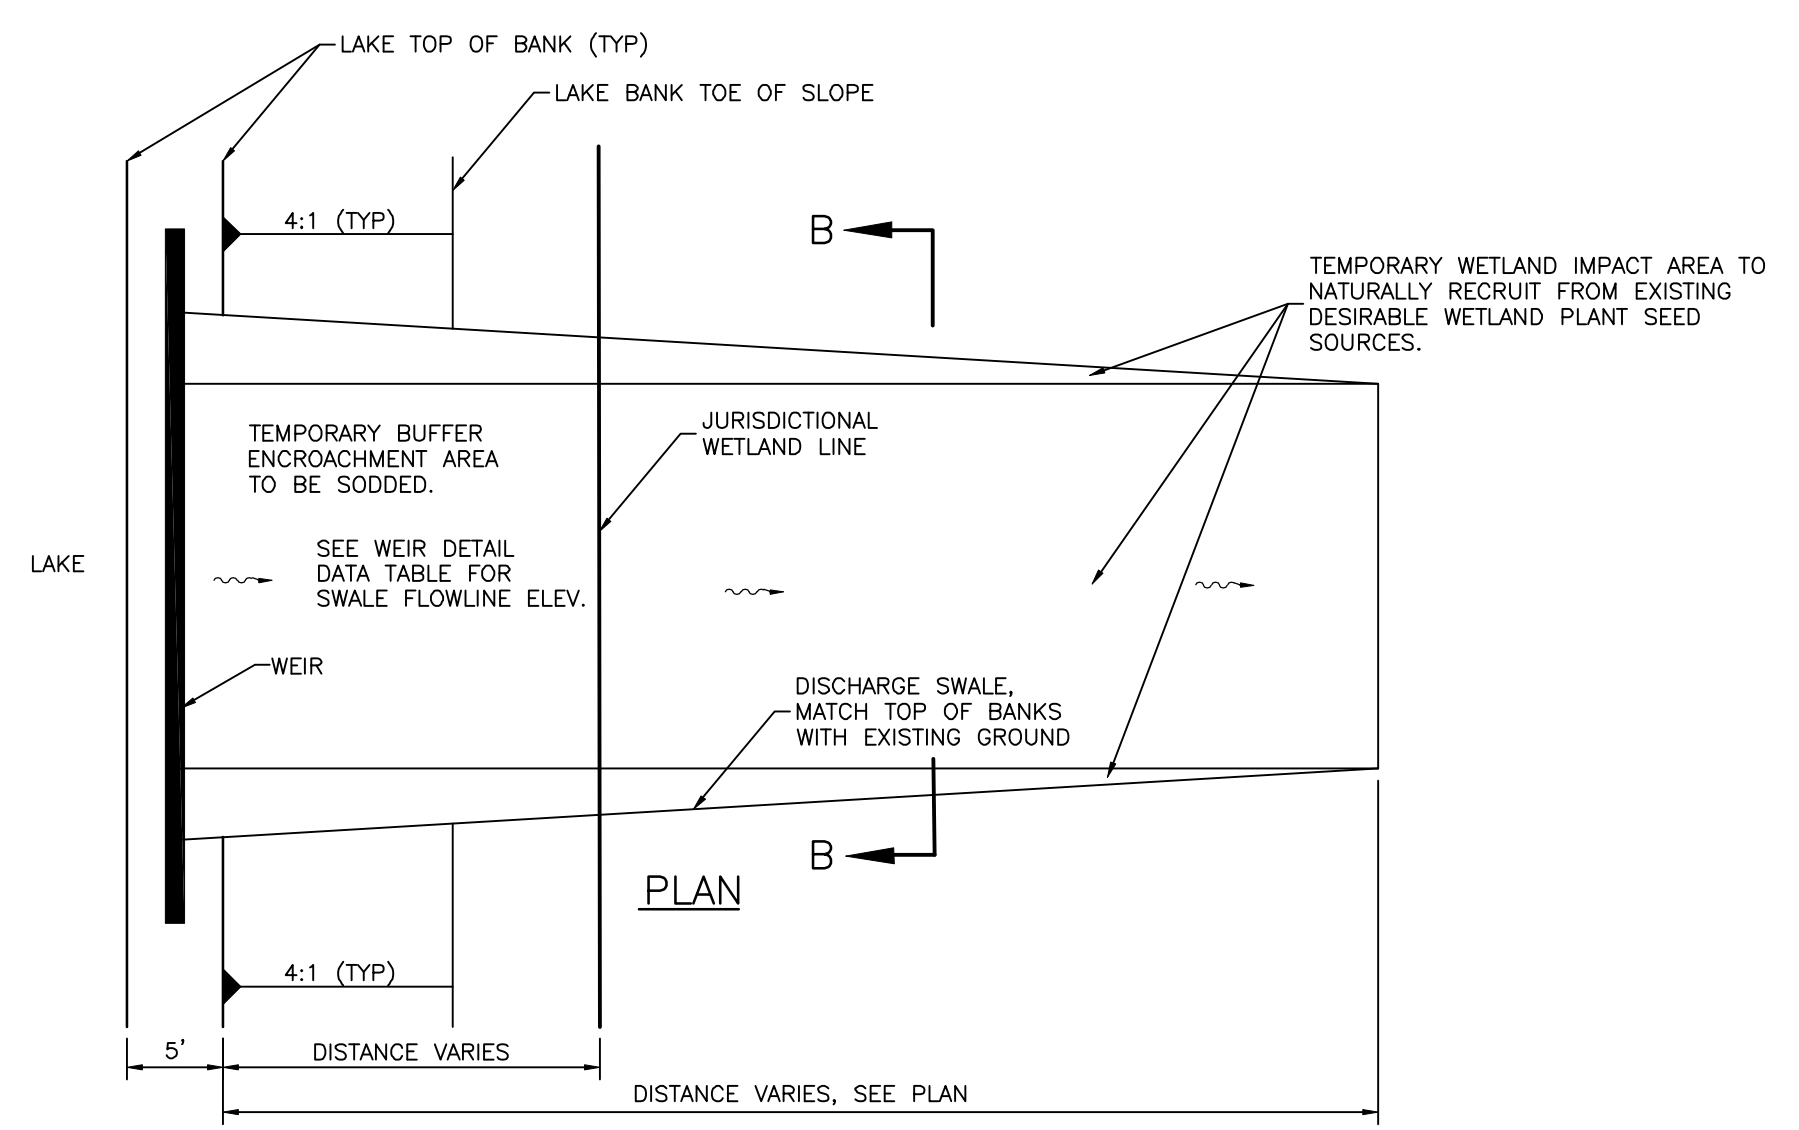 LAKE TOP OF BANK (TYP)
LAKE BANK TOE OF SLOPE
4:1 (TYP)
B
TEMPORARY WETLAND IMPACT AREA TO
NATURALLY RECRUIT FROM EXISTING
DESIRABLE WETLAND PLANT SEED
SOURCES.
JURISDICTIONAL
WETLAND LINE
TEMPORARY BUFFER
ENCROACHMENT AREA
TO BE SODDED.
LAKE
SEE WEIR DETAIL
DATA TABLE FOR
SWALE FLOWLINE ELEV.
WEIR
DISCHARGE SWALE,
MATCH TOP OF BANKS
WITH EXISTING GROUND
B
PLAN
4:1 (TYP)
5'
DISTANCE VARIES
DISTANCE VARIES, SEE PLAN